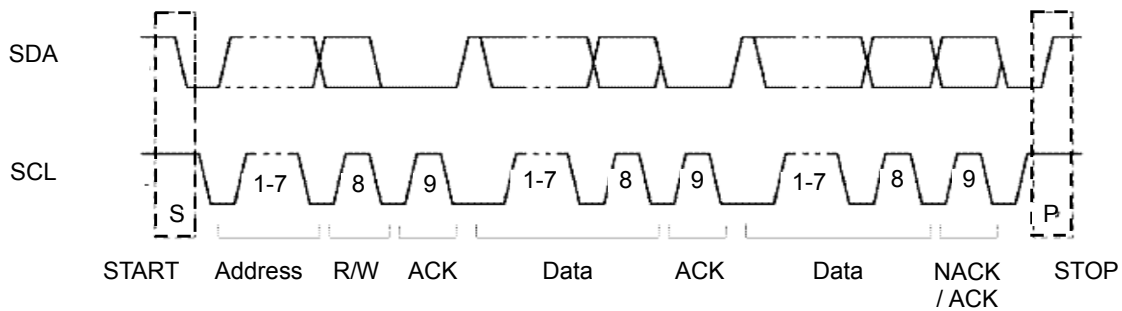 SDA
SCL
1-7 8 9 1-7 8 9 1-7 8 9
S P
START Address R/W ACK Data ACK Data NACK / ACK STOP